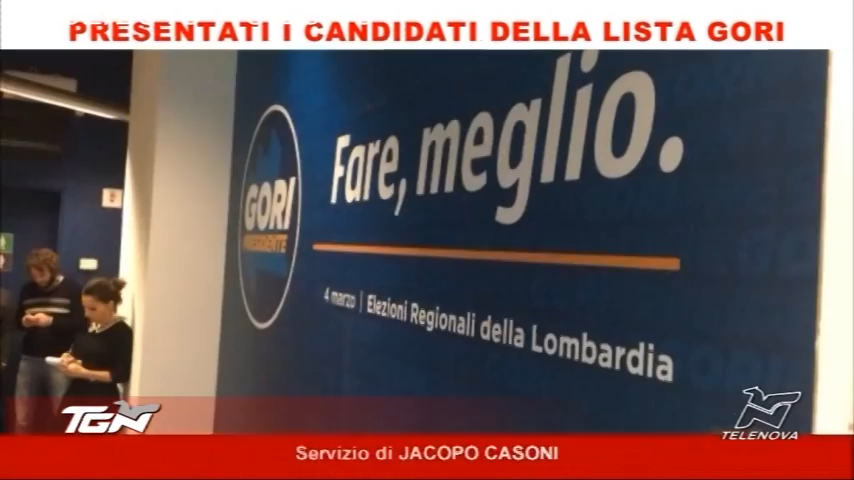 PRESENTATI I CANDIDATI DELLA LISTA GORI
Fare, meglio.
GORI
PRESIDENTE
4 marzo | Elezioni Regionali della Lombardia
TGN
TELENOVA
Servizio di JACOPO CASONI